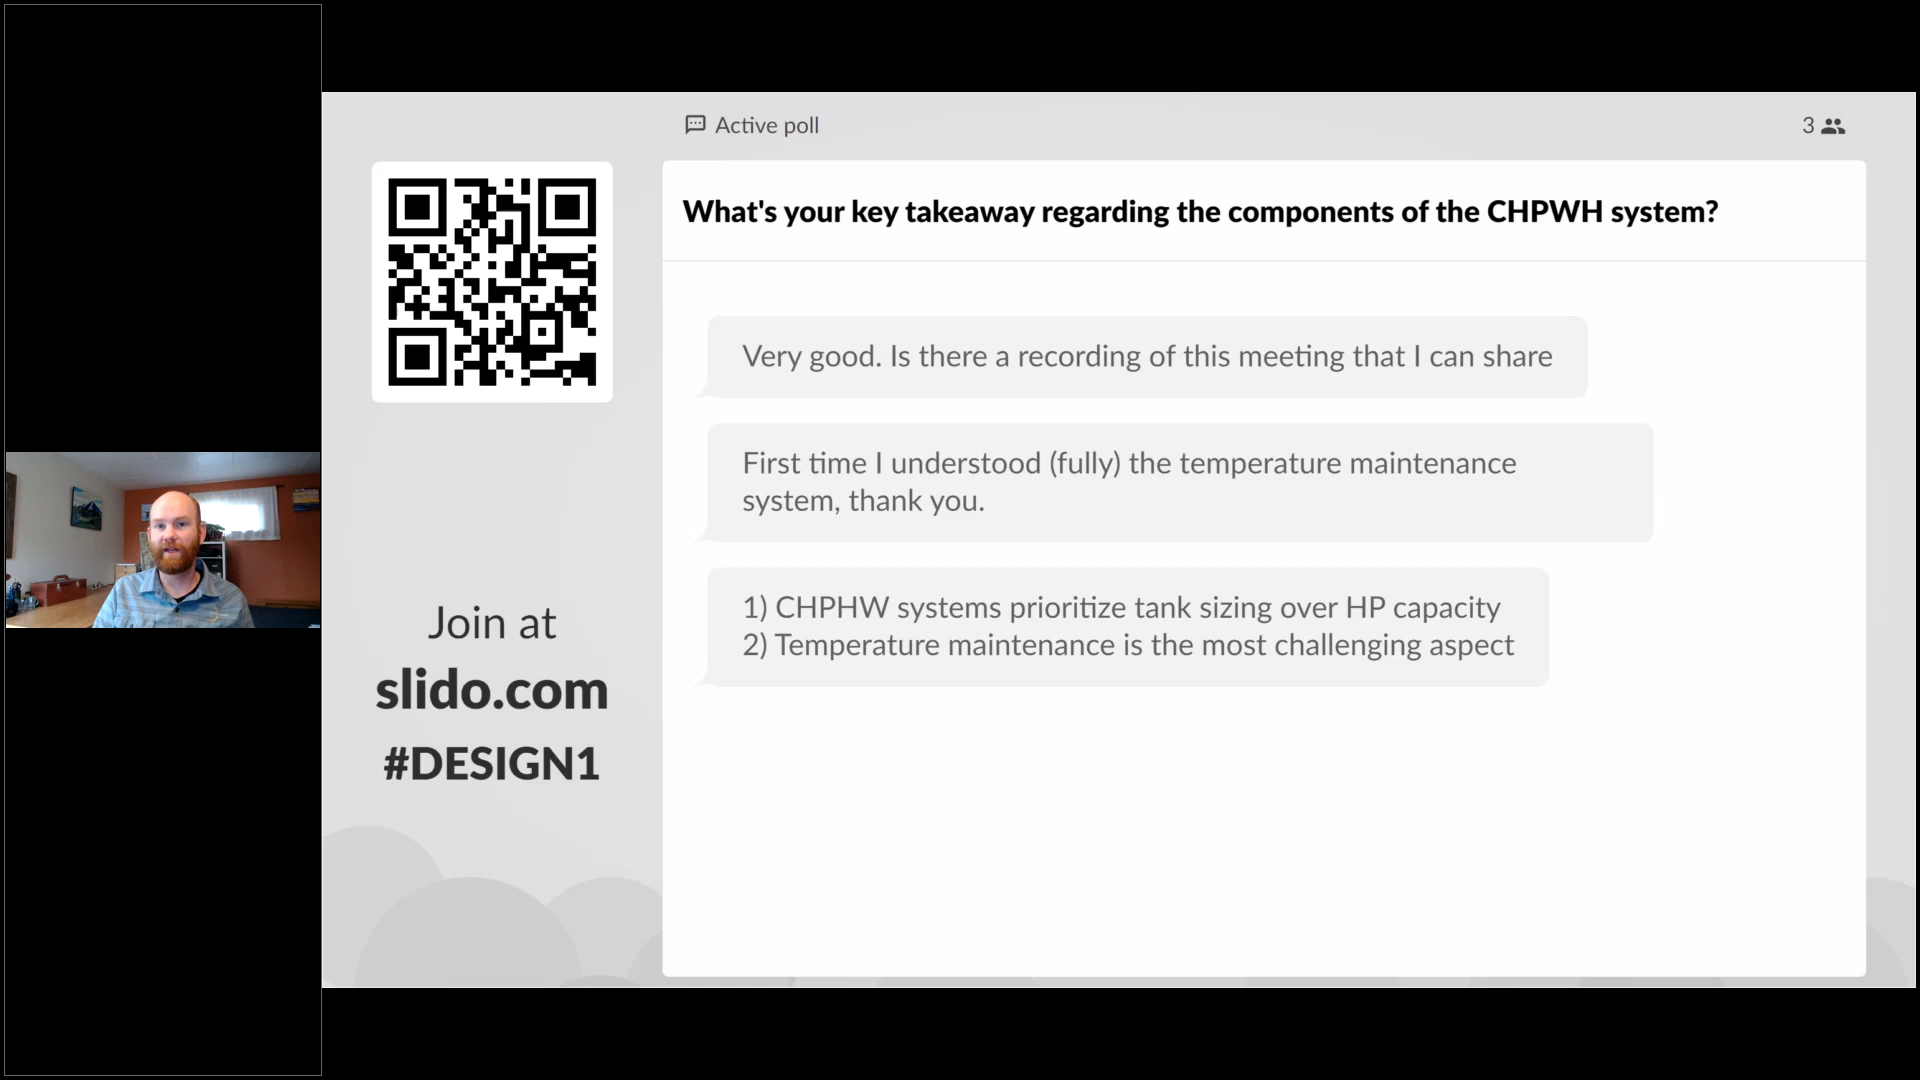 Active poll
3
What's your key takeaway regarding the components of the CHPWH system?
Very good. Is there a recording of this meeting that I can share
First time I understood (fully) the temperature maintenance
system, thank you.
1) CHPHW systems prioritize tank sizing over HP capacity
2) Temperature maintenance is the most challenging aspect
Join at
slido.com
#DESIGN1